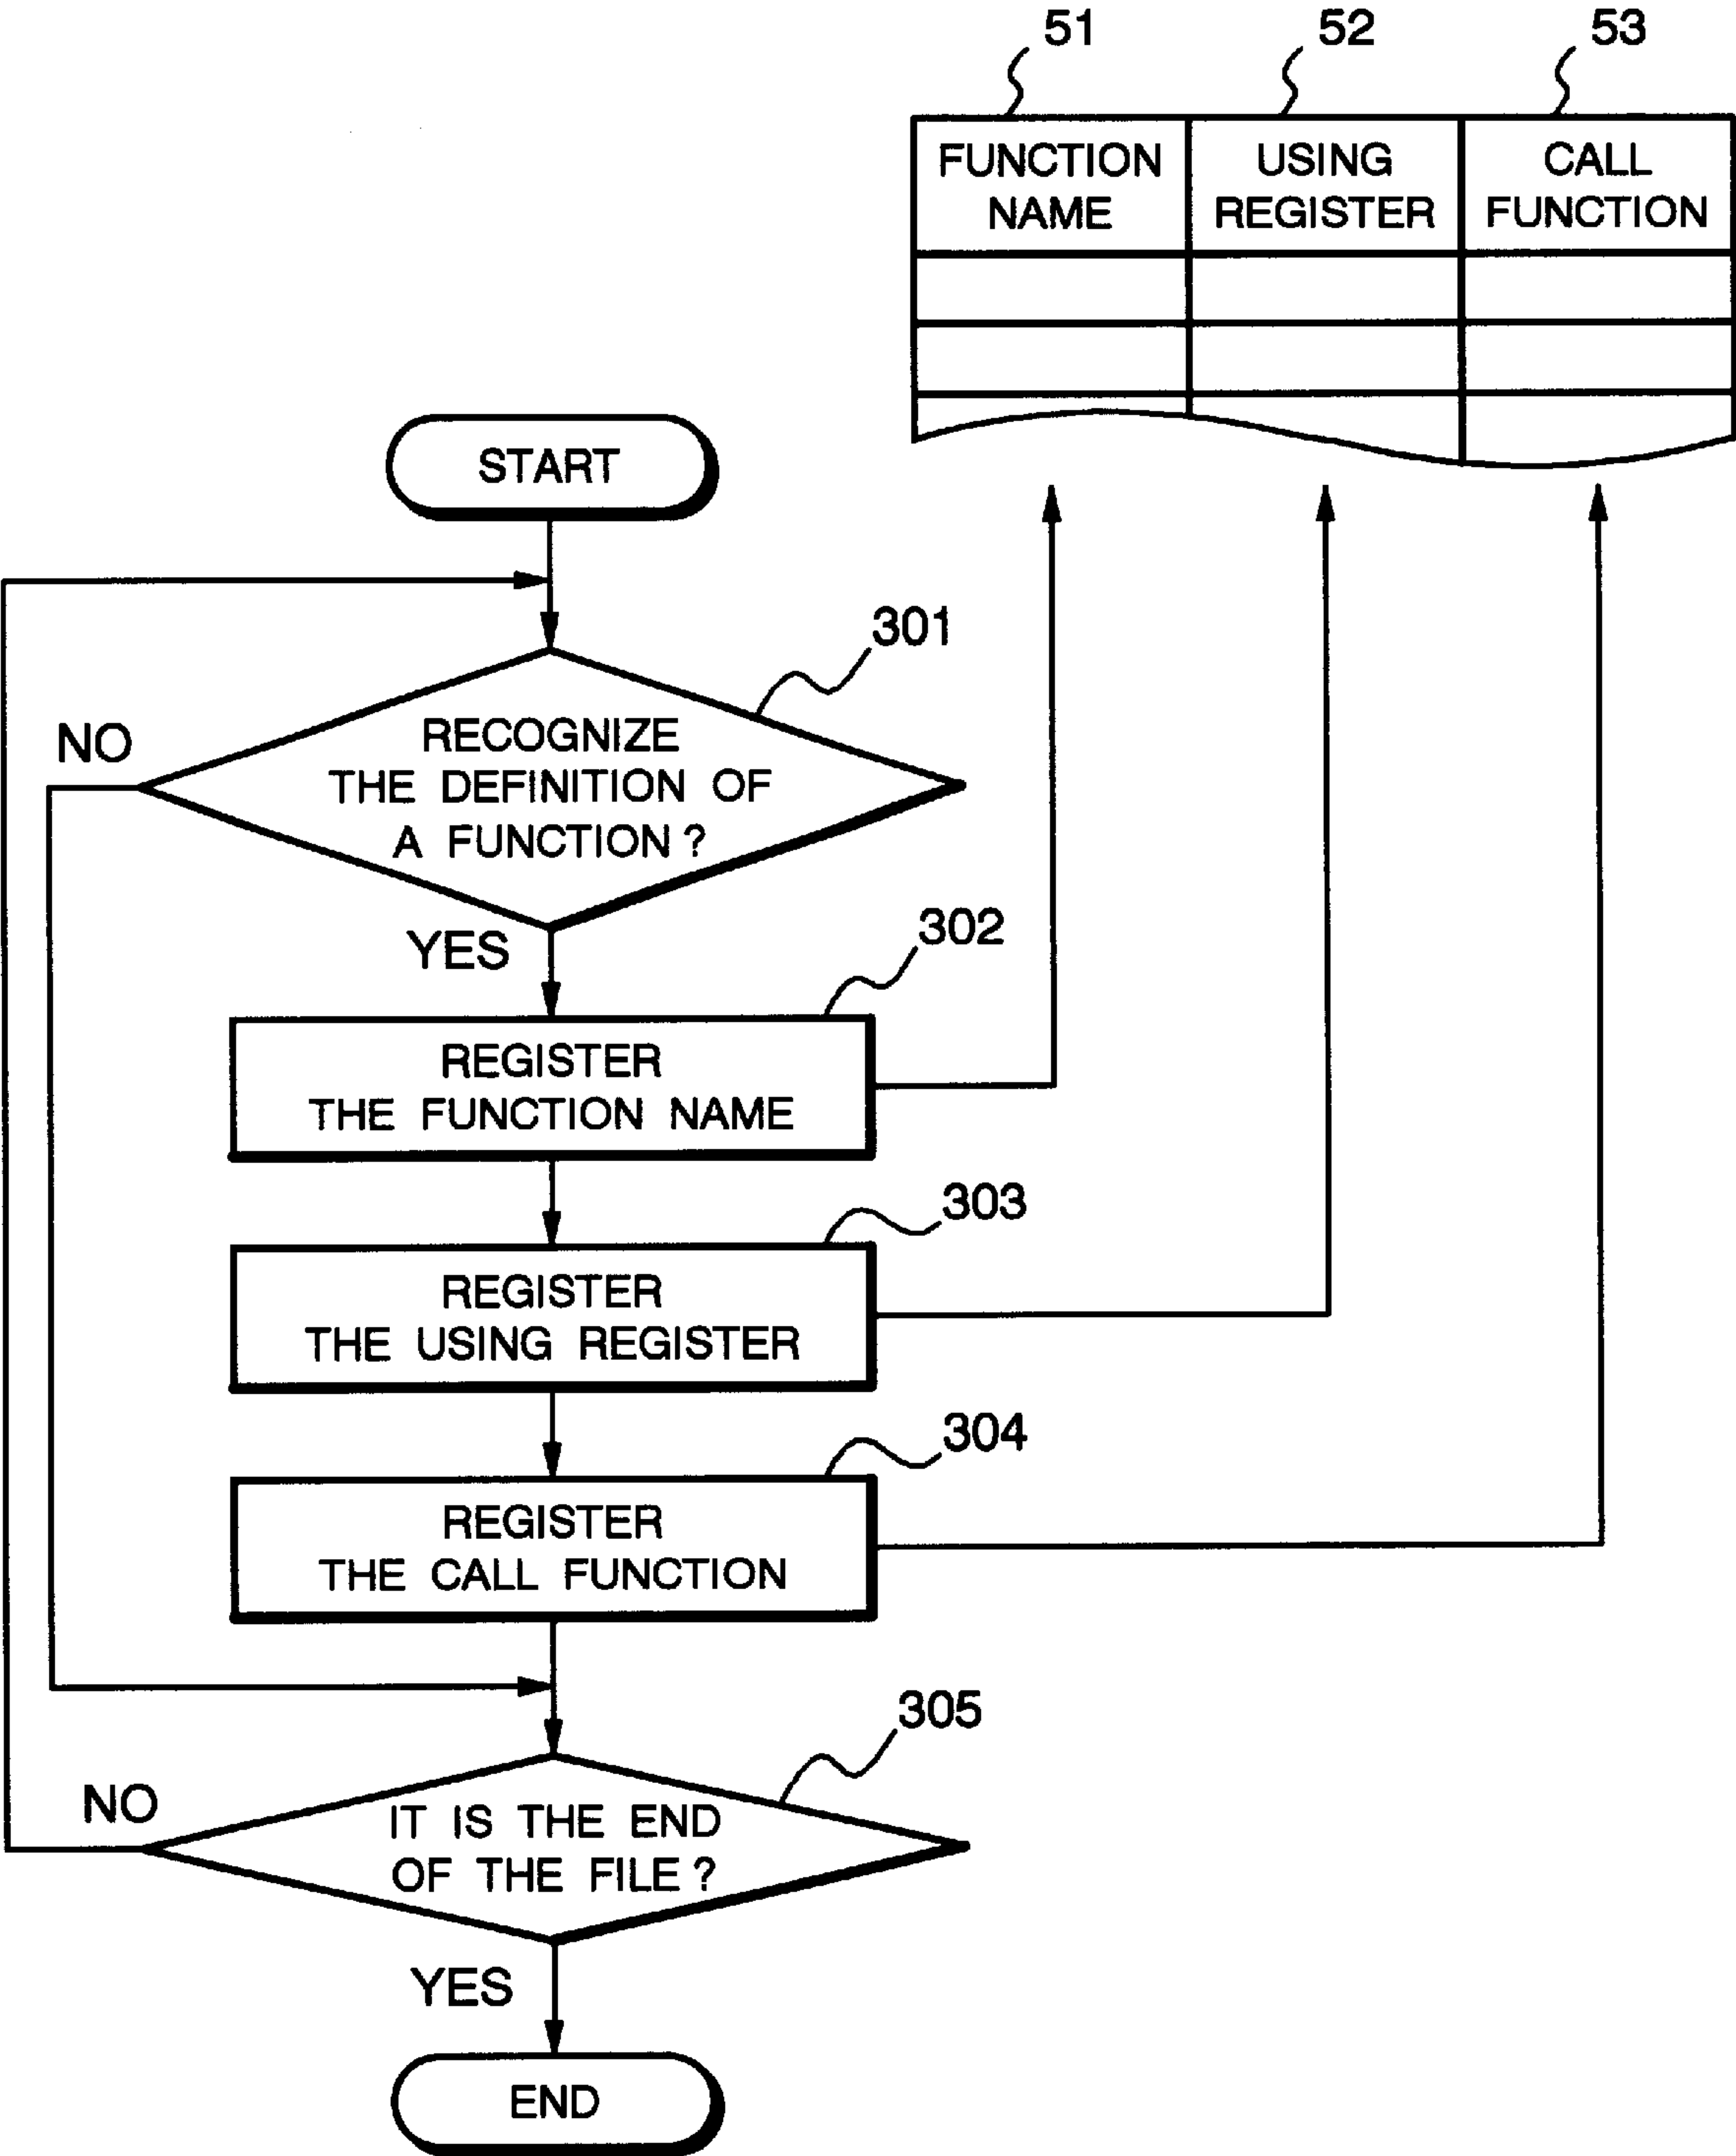 51
52
53
FUNCTION
NAME
USING
REGISTER
CALL
FUNCTION
START
301
NO
RECOGNIZE
THE DEFINITION OF
A FUNCTION?
YES
302
REGISTER
THE FUNCTION NAME
303
REGISTER
THE USING REGISTER
304
REGISTER
THE CALL FUNCTION
305
NO
IT IS THE END
OF THE FILE?
YES
END